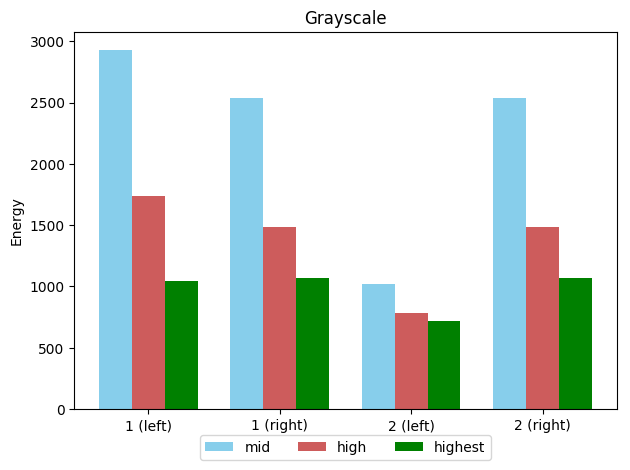 Grayscale
Energy
3000
2500
2000
1500
1000
500
0
1 (left) 1 (right) 2 (left) 2 (right)
mid high highest